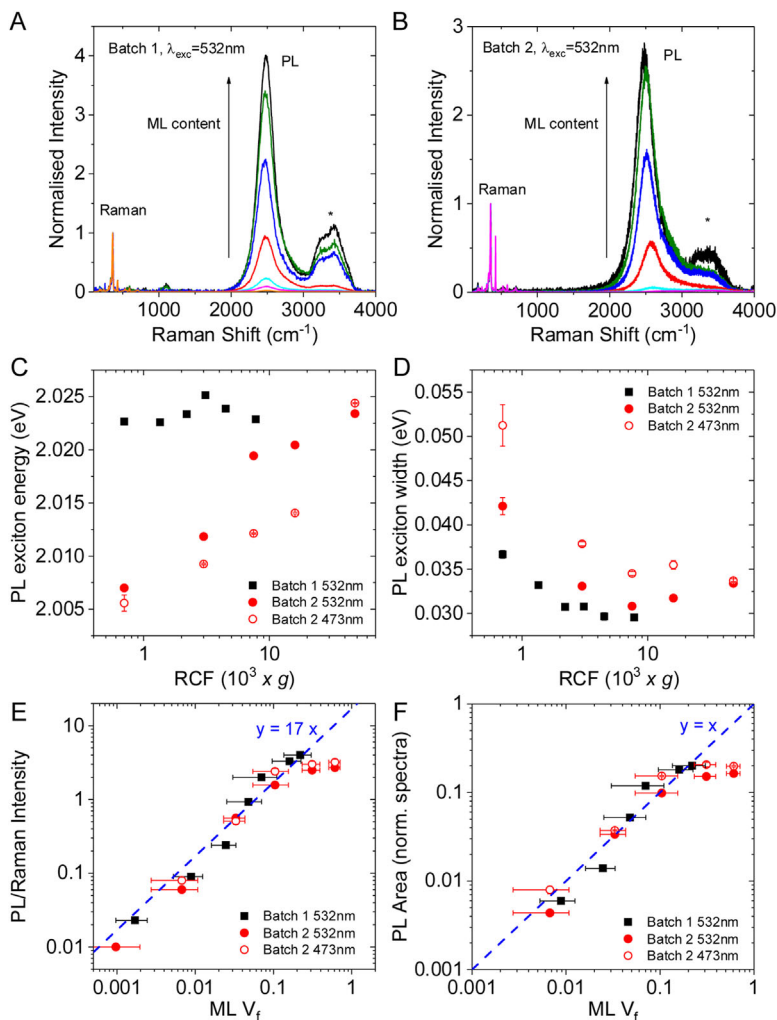 A
Batch 1, λexc=532nm
PL
ML content
Raman
*
Normalised Intensity
0
1
2
3
4
1000 2000 3000 4000
Raman Shift (cm-1)
B
Batch 2, λexc=532nm
PL
ML content
Raman
*
Normalised Intensity
0
1
2
3
1000 2000 3000 4000
Raman Shift (cm-1)
C
PL exciton energy (eV)
2.025
2.020
2.015
2.010
2.005
Batch 1 532nm
Batch 2 532nm
Batch 2 473nm
1 10
RCF (10³ x g)
D
PL exciton width (eV)
0.055
0.050
0.045
0.040
0.035
0.030
Batch 1 532nm
Batch 2 532nm
Batch 2 473nm
1 10
RCF (10³ x g)
E
y = 17 x
PL/Raman Intensity
10
1
0.1
0.01
Batch 1 532nm
Batch 2 532nm
Batch 2 473nm
0.001 0.01 0.1 1
ML Vf
F
y = x
PL Area (norm. spectra)
1
0.1
0.01
0.001
Batch 1 532nm
Batch 2 532nm
Batch 2 473nm
0.001 0.01 0.1 1
ML Vf